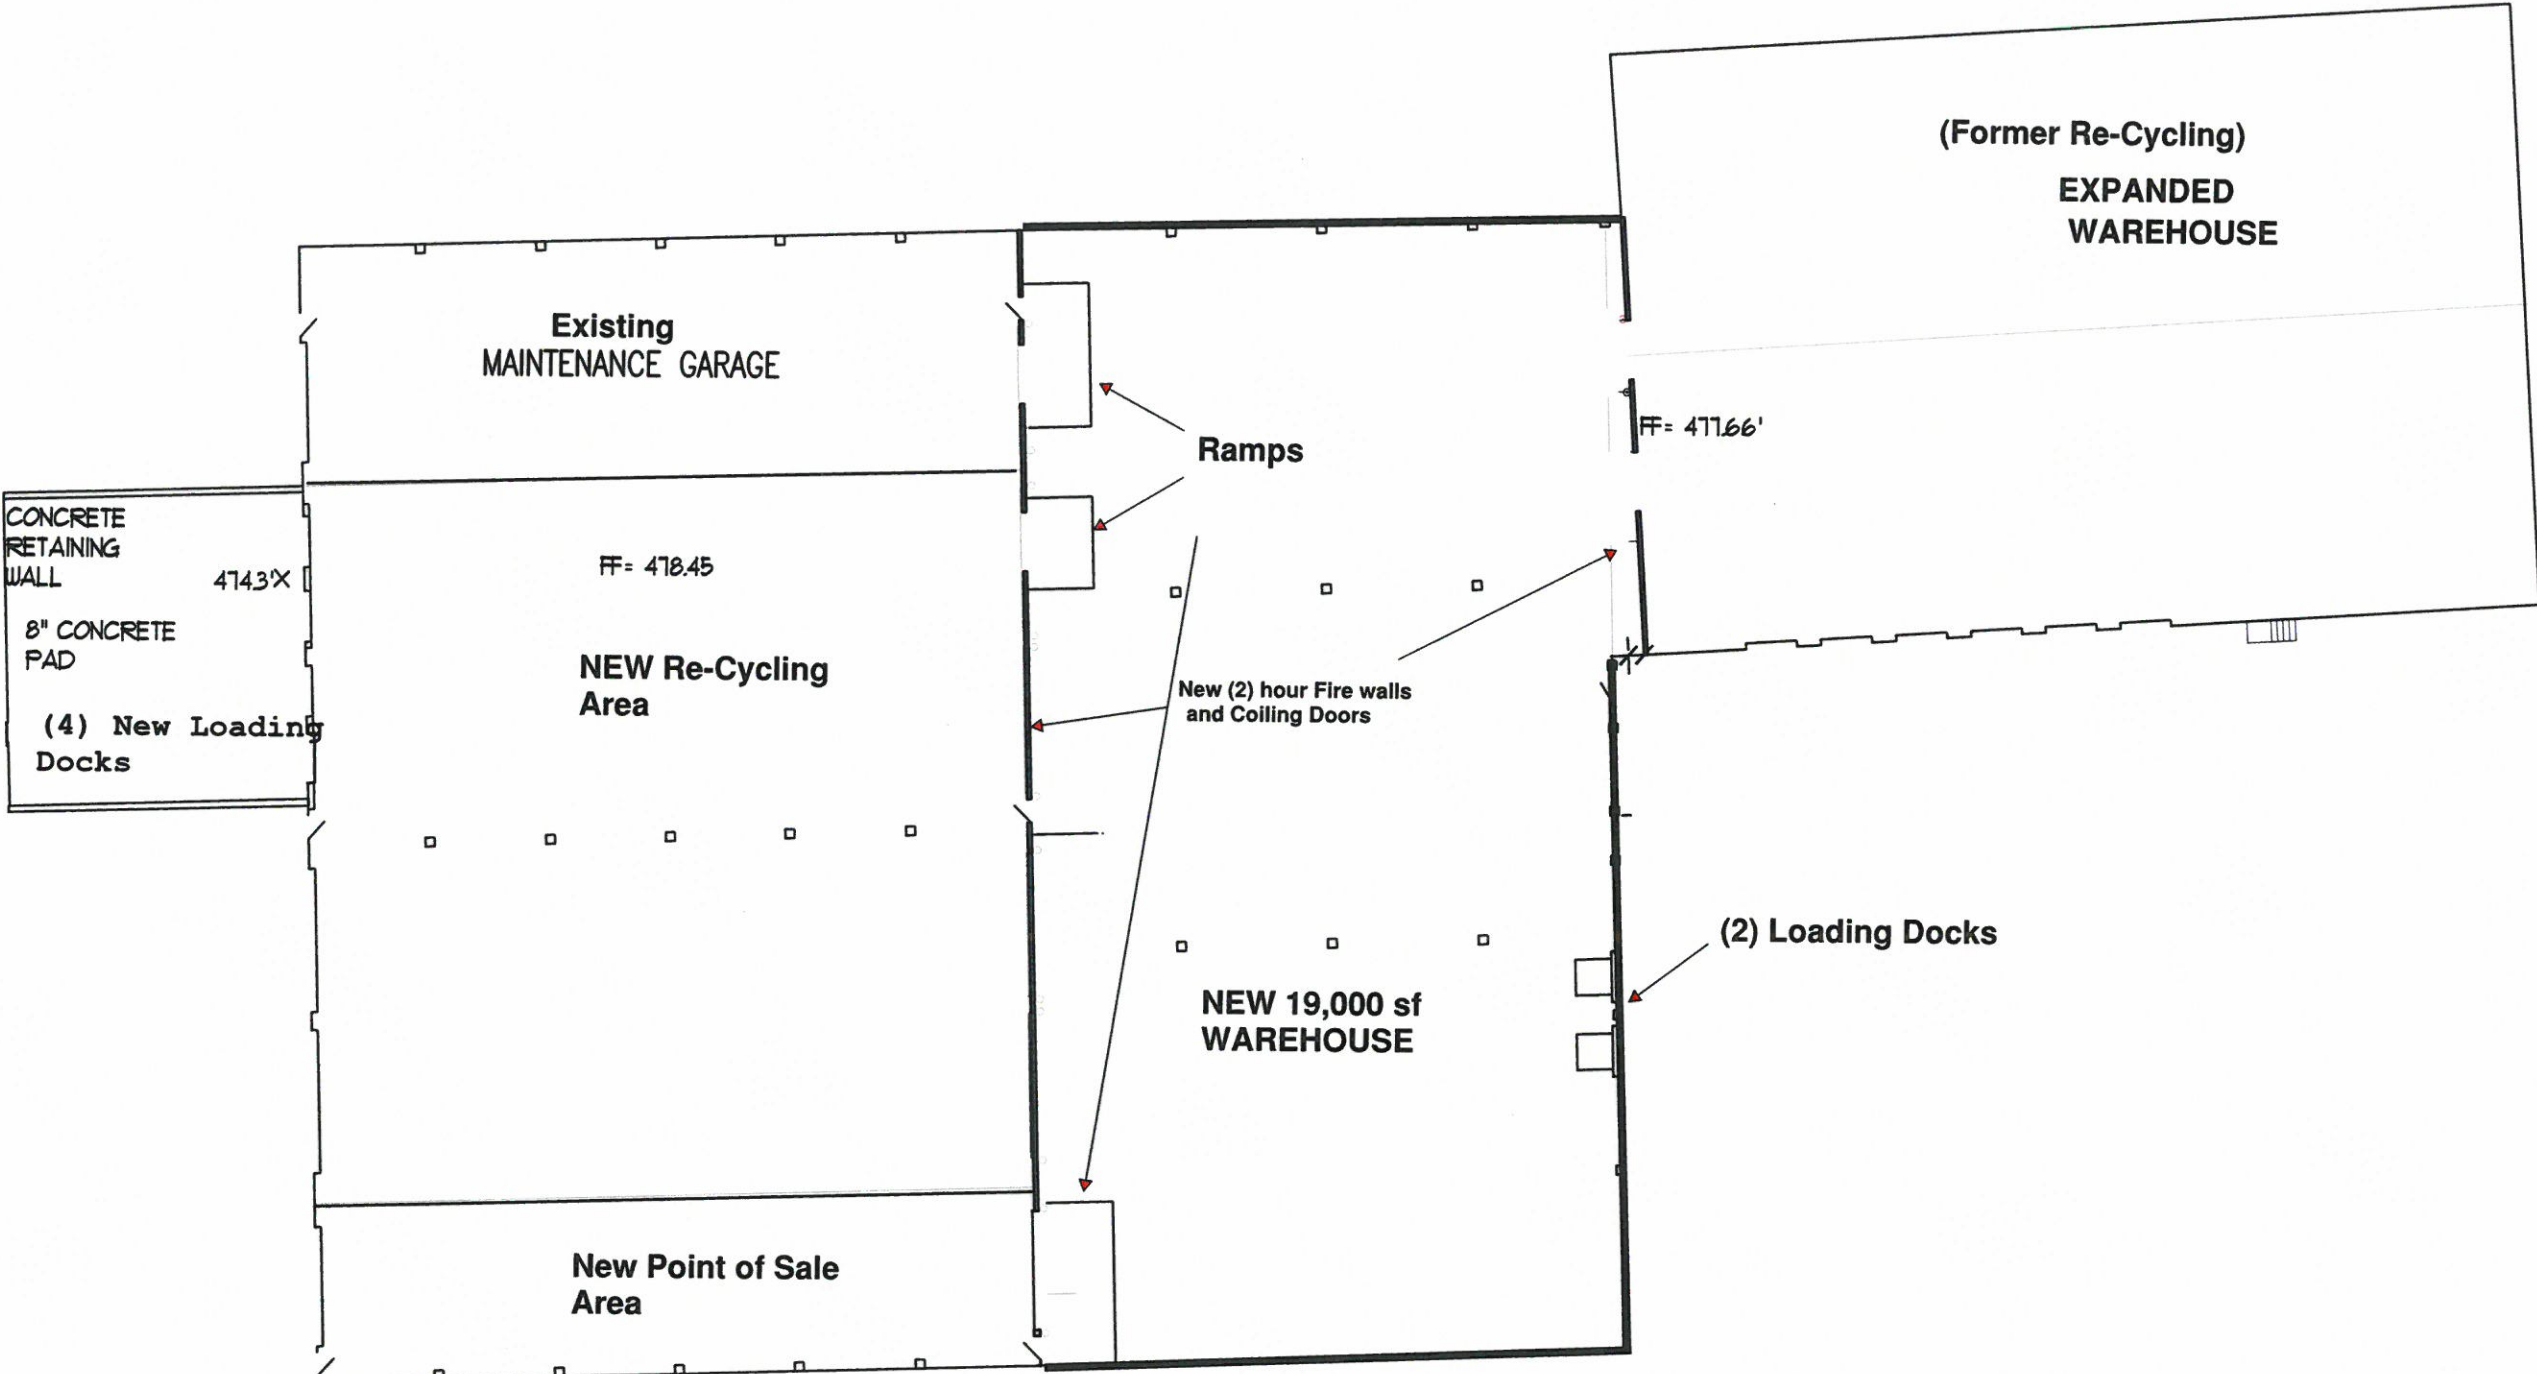 (Former Re-Cycling)
EXPANDED
WAREHOUSE
Existing
MAINTENANCE GARAGE
Ramps
FF= 477.66'
CONCRETE
RETAINING
WALL
474.3'X
8" CONCRETE
PAD
(4) New Loading
Docks
FF= 478.45
NEW Re-Cycling
Area
New (2) hour Fire walls
and Coiling Doors
(2) Loading Docks
NEW 19,000 sf
WAREHOUSE
New Point of Sale
Area